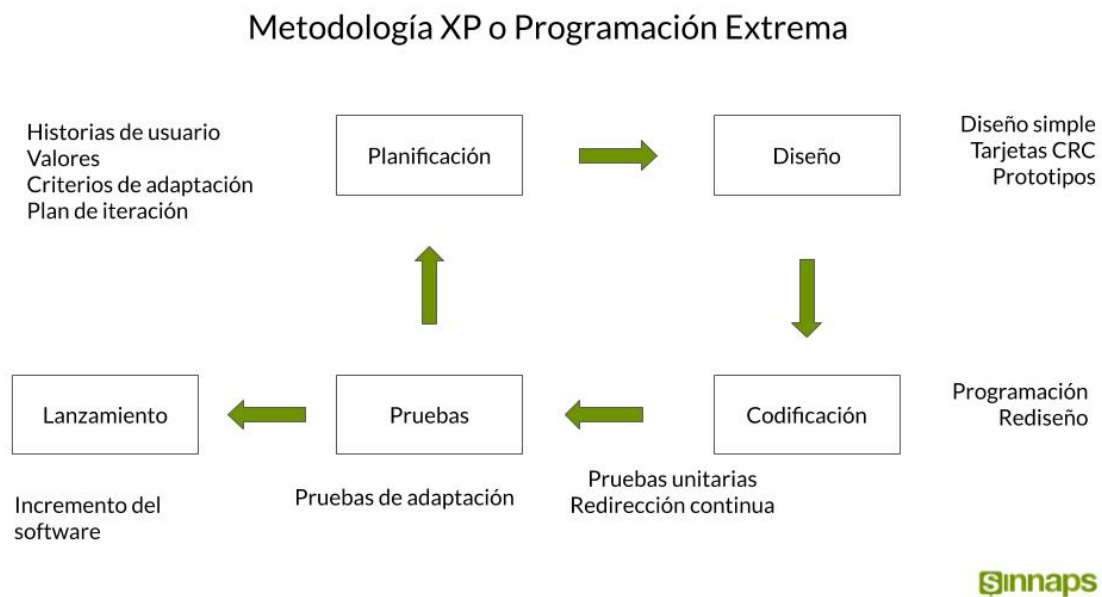 Metodología XP o Programación Extrema
Historias de usuario
Valores
Criterios de adaptación
Plan de iteración
Planificación
Diseño
Diseño simple
Tarjetas CRC
Prototipos
Lanzamiento
Pruebas
Codificación
Programación
Rediseño
Incremento del
software
Pruebas de adaptación
Pruebas unitarias
Redirección continua
sinnaps